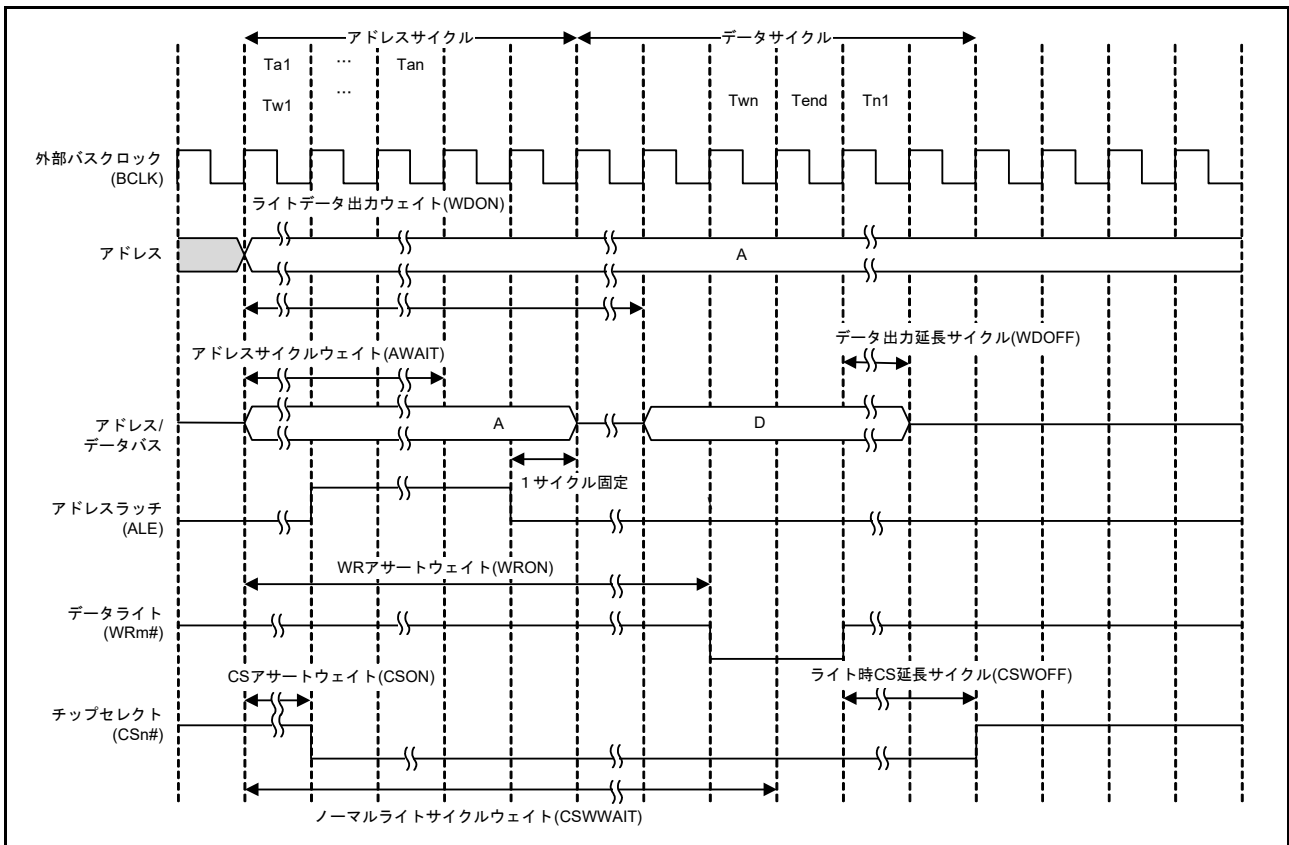 アドレスサイクル データサイクル
Ta1 … Tan
Tw1 … Twn Tend Tn1
外部バスクロック
(BCLK)
ライトデータ出力ウェイト(WDON)
アドレス A
データ出力延長サイクル(WDOFF)
アドレスサイクルウェイト(AWAIT)
アドレス/
データバス A D
1サイクル固定
アドレスラッチ
(ALE)
WRアサートウェイト(WRON)
データライト
(WRm#)
CSアサートウェイト(CSON) ライト時CS延長サイクル(CSWOFF)
チップセレクト
(CSn#)
ノーマルライトサイクルウェイト(CSWWAIT)